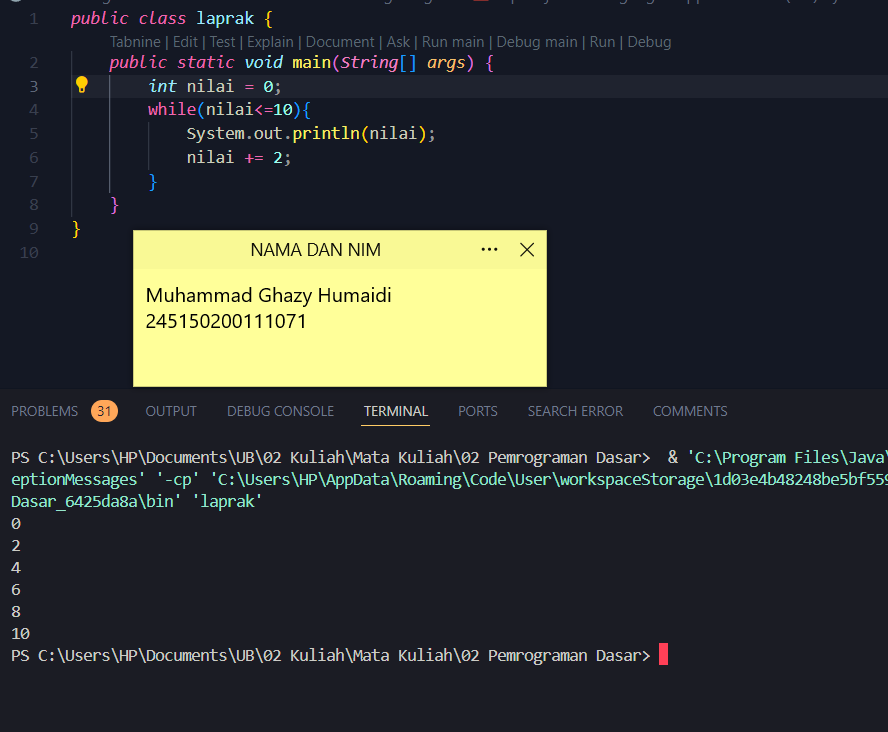 1 public class laprak {
Tabnine | Edit | Test | Explain | Document | Ask | Run main | Debug main | Run | Debug
2 public static void main(String[] args) {
3 int nilai = 0;
4 while(nilai<=10){
5 System.out.println(nilai);
6 nilai += 2;
7 }
8 }
9 }
10
NAMA DAN NIM
Muhammad Ghazy Humaidi
245150200111071
PROBLEMS 31 OUTPUT DEBUG CONSOLE TERMINAL PORTS SEARCH ERROR COMMENTS
PS C:\Users\HP\Documents\UB\02 Kuliah\Mata Kuliah\02 Pemrograman Dasar> & 'C:\Program Files\Java\
eptionMessages' '-cp' 'C:\Users\HP\AppData\Roaming\Code\User\workspaceStorage\1d03e4b48248be5bf559
Dasar_6425da8a\bin' 'laprak'
0
2
4
6
8
10
PS C:\Users\HP\Documents\UB\02 Kuliah\Mata Kuliah\02 Pemrograman Dasar>